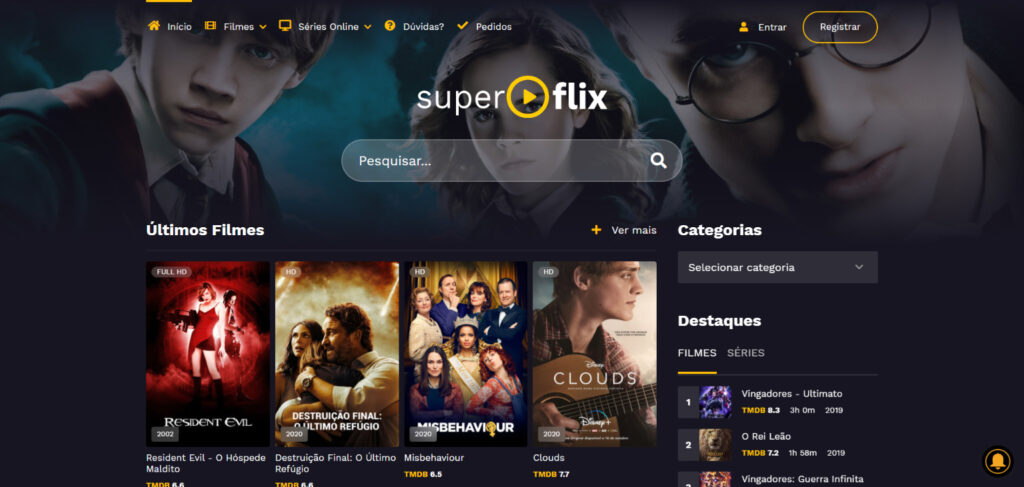 Início
Filmes
Séries Online
Dúvidas?
Pedidos
Entrar
Registrar
superflix
Pesquisar...
Últimos Filmes
Ver mais
Categorias
Selecionar categoria
Destaques
FILMES SÉRIES
FULL HD
RESIDENT EVIL
2002
Resident Evil - O Hóspede
Maldito
TMDB 6.6
HD
DESTRUIÇÃO FINAL:
O ÚLTIMO REFÚGIO
2020
Destruição Final: O Último
Refúgio
TMDB 6.6
HD
MISBEHAVIOUR
2020
Misbehaviour
TMDB 6.5
HD
Disney
CLOUDS
Disney+
2020
Clouds
TMDB 7.7
1
Vingadores - Ultimato
TMDB 8.3 3h 0m 2019
2
O Rei Leão
TMDB 7.2 1h 58m 2019
Vingadores: Guerra Infinita